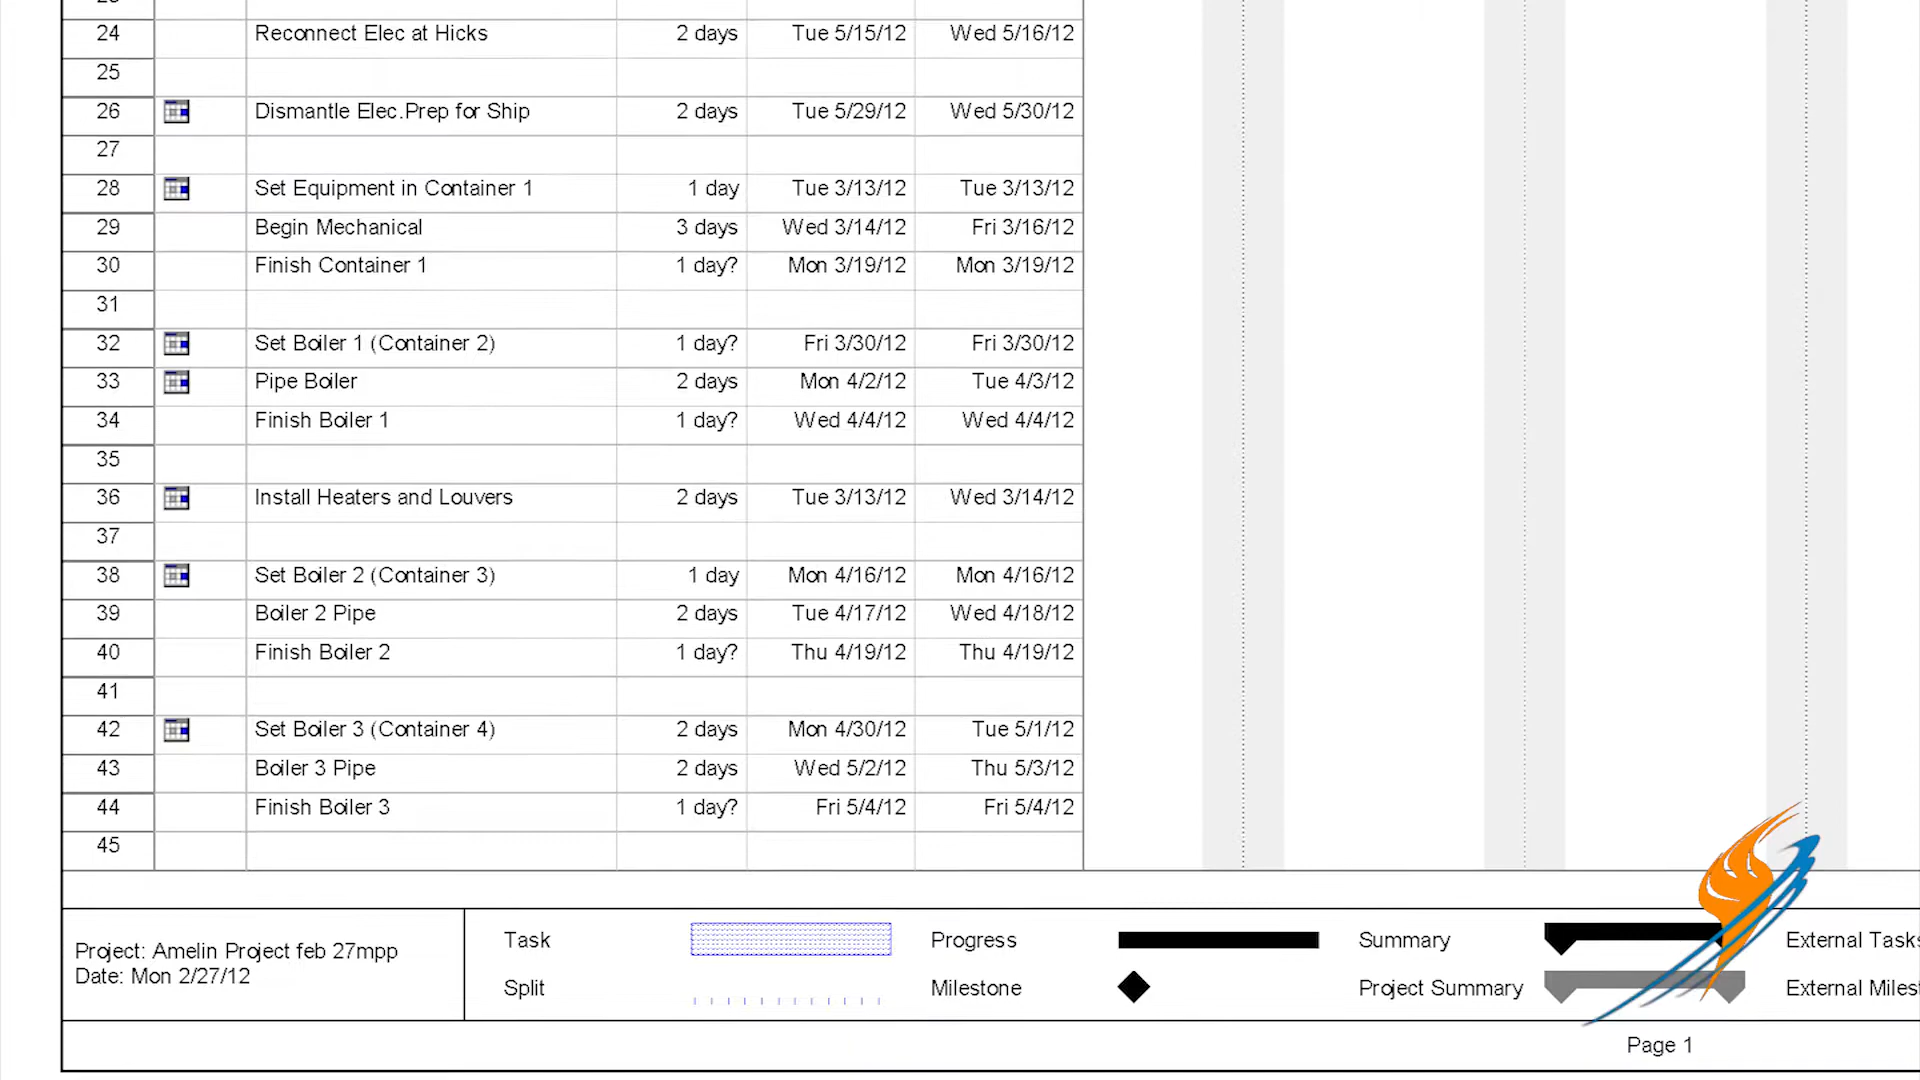 24 Reconnect Elec at Hicks 2 days Tue 5/15/12 Wed 5/16/12
25
26 Dismantle Elec.Prep for Ship 2 days Tue 5/29/12 Wed 5/30/12
27
28 Set Equipment in Container 1 1 day Tue 3/13/12 Tue 3/13/12
29 Begin Mechanical 3 days Wed 3/14/12 Fri 3/16/12
30 Finish Container 1 1 day? Mon 3/19/12 Mon 3/19/12
31
32 Set Boiler 1 (Container 2) 1 day? Fri 3/30/12 Fri 3/30/12
33 Pipe Boiler 2 days Mon 4/2/12 Tue 4/3/12
34 Finish Boiler 1 1 day? Wed 4/4/12 Wed 4/4/12
35
36 Install Heaters and Louvers 2 days Tue 3/13/12 Wed 3/14/12
37
38 Set Boiler 2 (Container 3) 1 day Mon 4/16/12 Mon 4/16/12
39 Boiler 2 Pipe 2 days Tue 4/17/12 Wed 4/18/12
40 Finish Boiler 2 1 day? Thu 4/19/12 Thu 4/19/12
41
42 Set Boiler 3 (Container 4) 2 days Mon 4/30/12 Tue 5/1/12
43 Boiler 3 Pipe 2 days Wed 5/2/12 Thu 5/3/12
44 Finish Boiler 3 1 day? Fri 5/4/12 Fri 5/4/12
45
Project: Amelin Project feb 27mpp
Date: Mon 2/27/12
Task Progress Summary External Tasks
Split Milestone Project Summary External
Page 1